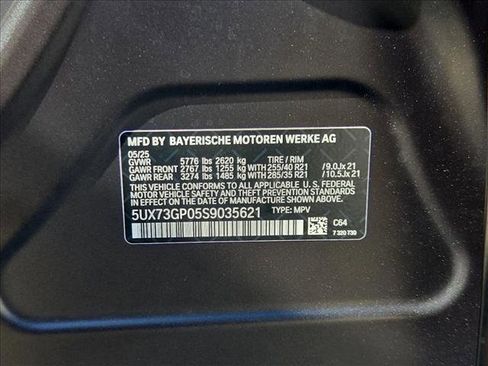 MFD BY BAYERISCHE MOTOREN WERKE AG
05/25
GVWR 5776 lbs 2620 kg TIRE / RIM
GAWR FRONT 2767 lbs 1255 kg WITH 255/40 R21 / 9.0Jx 21
GAWR REAR 3274 lbs 1485 kg WITH 285/35 R21 / 10.5Jx 21
THIS VEHICLE CONFORMS TO ALL APPLICABLE U. S. FEDERAL
MOTOR VEHICLE SAFETY STANDARDS IN EFFECT ON THE DATE
OF MANUFACTURE SHOWN ABOVE.
5UX73GP05S9035621 TYPE: MPV
C64
7 320 730